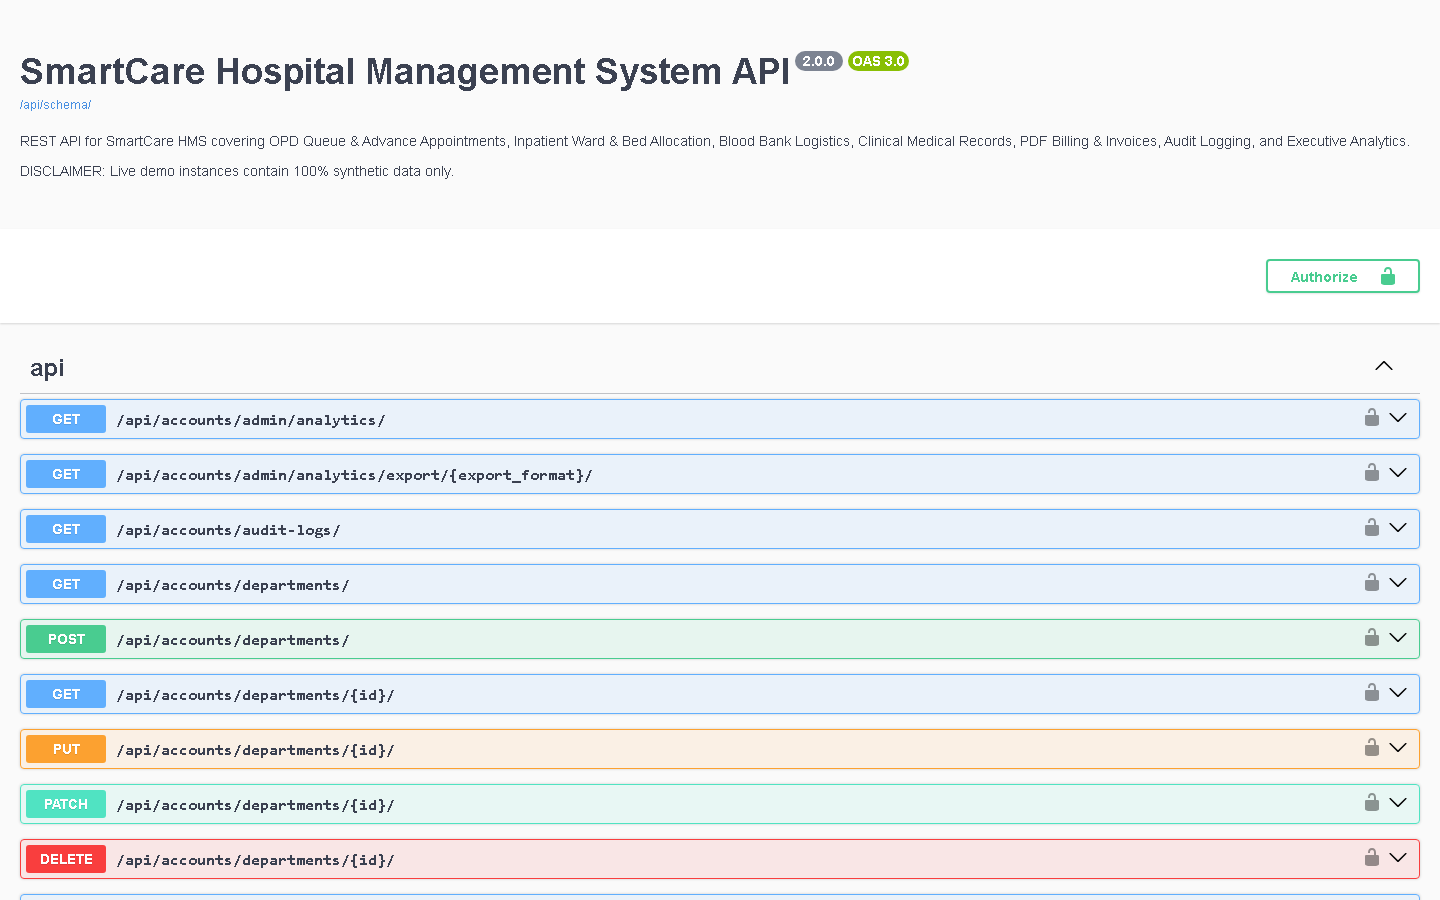 SmartCare Hospital Management System API 2.0.0 OAS 3.0
/api/schema/
REST API for SmartCare HMS covering OPD Queue & Advance Appointments, Inpatient Ward & Bed Allocation, Blood Bank Logistics, Clinical Medical Records, PDF Billing & Invoices, Audit Logging, and Executive Analytics.
DISCLAIMER: Live demo instances contain 100% synthetic data only.
Authorize
api
GET /api/accounts/admin/analytics/
GET /api/accounts/admin/analytics/export/{export_format}/
GET /api/accounts/audit-logs/
GET /api/accounts/departments/
POST /api/accounts/departments/
GET /api/accounts/departments/{id}/
PUT /api/accounts/departments/{id}/
PATCH /api/accounts/departments/{id}/
DELETE /api/accounts/departments/{id}/